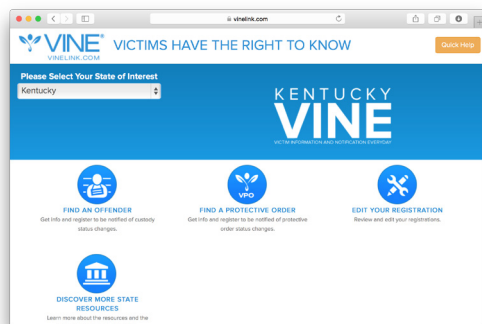 vinelink.com
VINE®
VINELINK.COM
VICTIMS HAVE THE RIGHT TO KNOW
Quick Help
Please Select Your State of Interest
Kentucky
KENTUCKY
VINE
VICTIM INFORMATION AND NOTIFICATION EVERYDAY
FIND AN OFFENDER
Get info and register to be notified of custody
status changes.
VPO
FIND A PROTECTIVE ORDER
Get info and register to be notified of protective
order status changes.
EDIT YOUR REGISTRATION
Review and edit your registrations.
DISCOVER MORE STATE
RESOURCES
Learn more about the resources and the